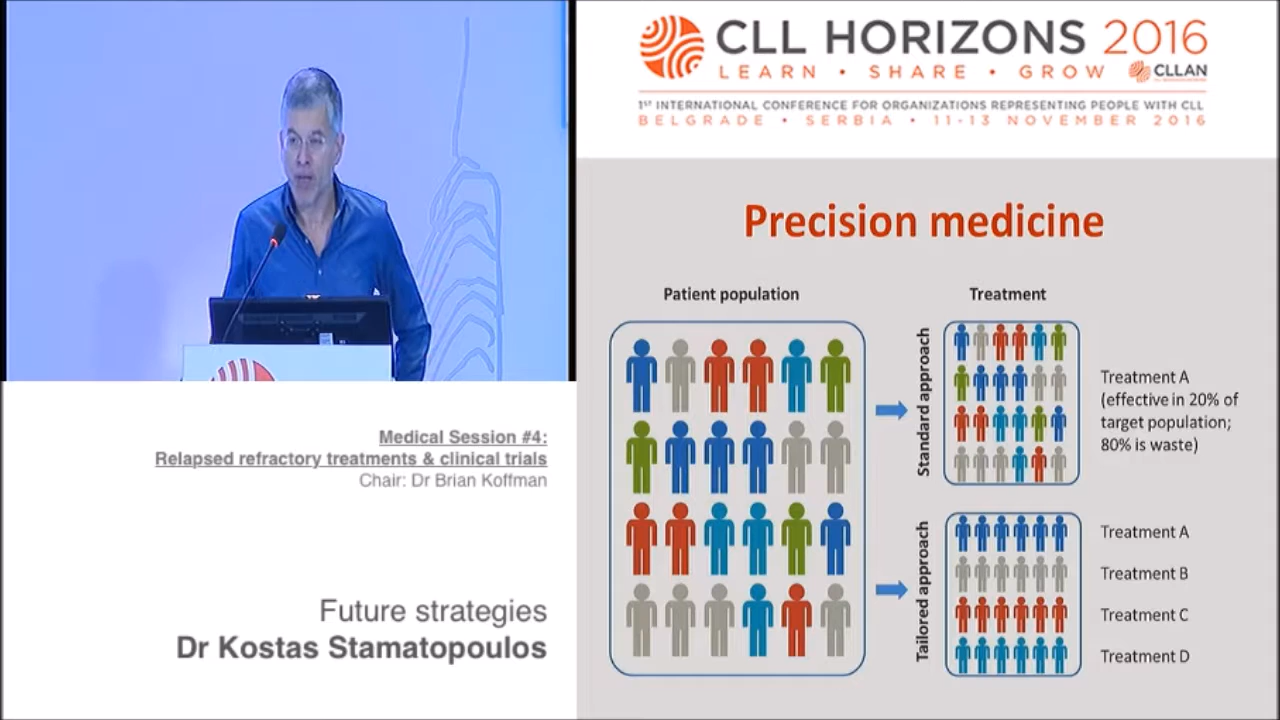 CLL HORIZONS 2016
LEARN • SHARE • GROW
CLLAN
1ST INTERNATIONAL CONFERENCE FOR ORGANIZATIONS REPRESENTING PEOPLE WITH CLL
BELGRADE • SERBIA • 11-13 NOVEMBER 2016
Medical Session #4:
Relapsed refractory treatments & clinical trials
Chair: Dr Brian Koffman
Future strategies
Dr Kostas Stamatopoulos
Precision medicine
Patient population
Treatment
Standard approach
Treatment A
(effective in 20% of
target population;
80% is waste)
Tailored approach
Treatment A
Treatment B
Treatment C
Treatment D